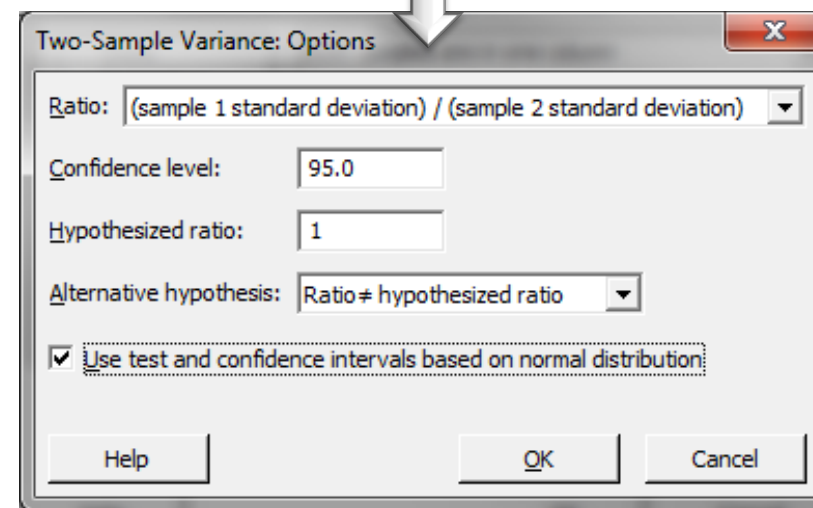 Two-Sample Variance: Options
Ratio: (sample 1 standard deviation) / (sample 2 standard deviation)
Confidence level: 95.0
Hypothesized ratio: 1
Alternative hypothesis: Ratio ≠ hypothesized ratio
Use test and confidence intervals based on normal distribution
Help OK Cancel